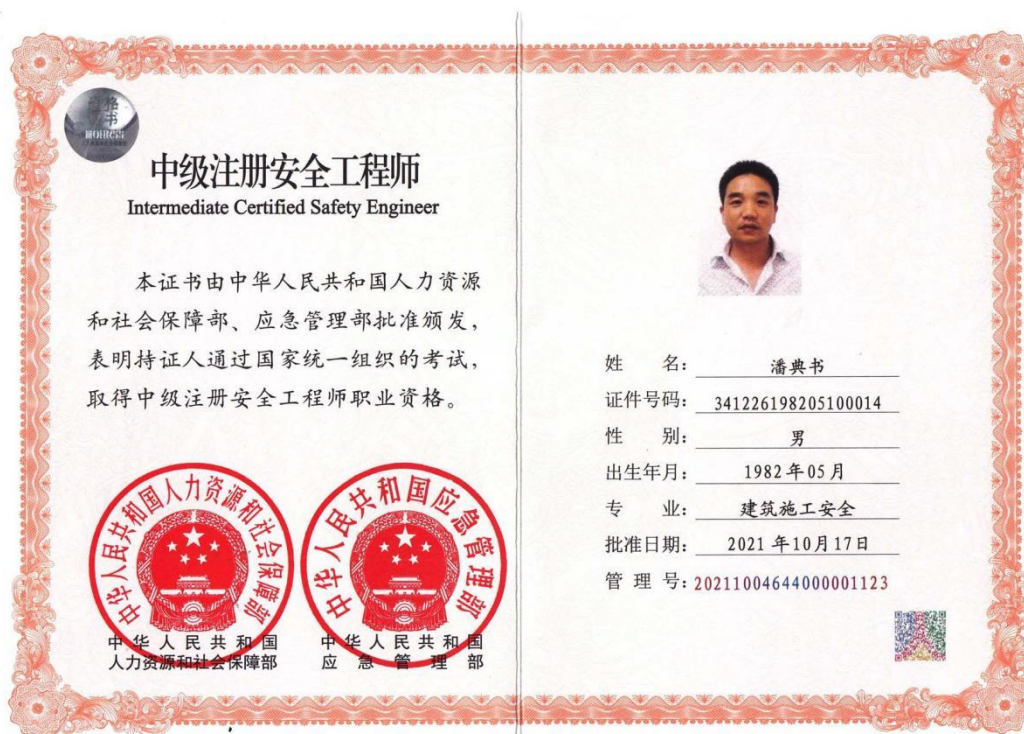 资格
证书
中级注册安全工程师
Intermediate Certified Safety Engineer
本证书由中华人民共和国人力资源
和社会保障部、应急管理部批准颁发，
表明持证人通过国家统一组织的考试，
取得中级注册安全工程师职业资格。
中华人民共和国人力资源和社会保障部
中华人民共和国
人力资源和社会保障部
中华人民共和国应急管理部
中华人民共和国
应急管理部
姓 名：潘典书
证件号码：341226198205100014
性 别：男
出生年月：1982年05月
专 业：建筑施工安全
批准日期：2021年10月17日
管 理 号：20211004644000001123